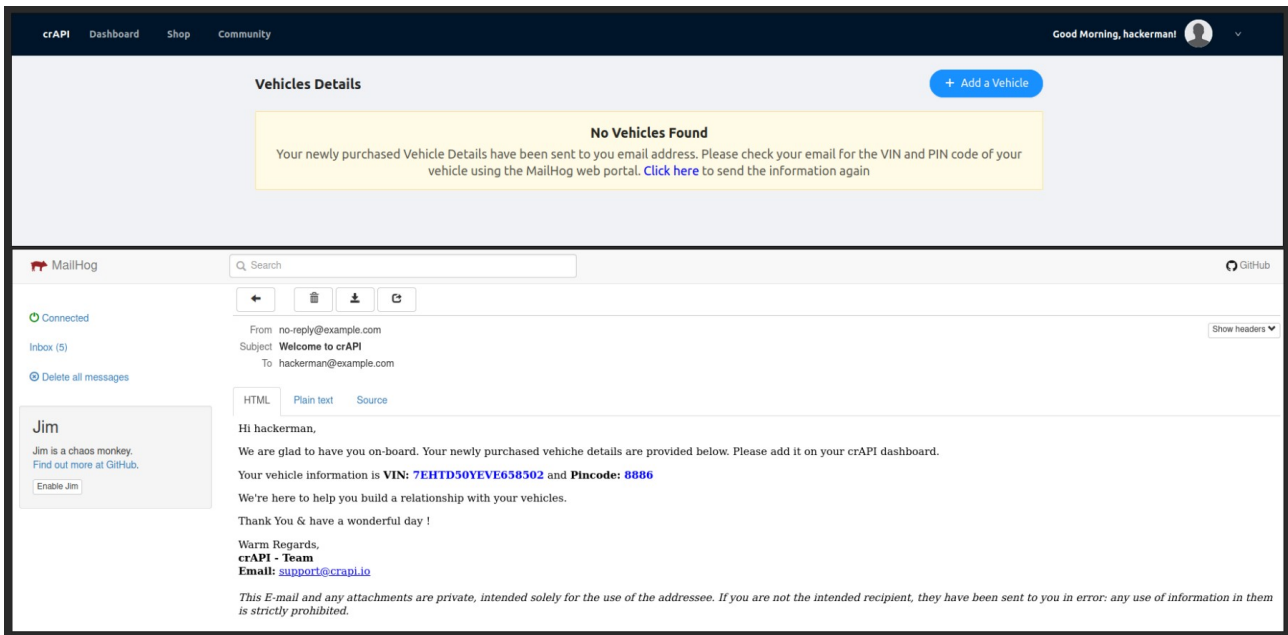 crAPI Dashboard Shop Community Good Morning, hackerman!
Vehicles Details
+ Add a Vehicle
No Vehicles Found
Your newly purchased Vehicle Details have been sent to you email address. Please check your email for the VIN and PIN code of your
vehicle using the MailHog web portal. Click here to send the information again
MailHog
Search
GitHub
Connected
Inbox (5)
Delete all messages
Jim
Jim is a chaos monkey.
Find out more at GitHub.
Enable Jim
From no-reply@example.com
Show headers
Subject Welcome to crAPI
To hackerman@example.com
HTML Plain text Source
Hi hackerman,
We are glad to have you on-board. Your newly purchased vehiche details are provided below. Please add it on your crAPI dashboard.
Your vehicle information is VIN: 7EHTD50YEVE658502 and Pincode: 8886
We're here to help you build a relationship with your vehicles.
Thank You & have a wonderful day !
Warm Regards,
crAPI - Team
Email: support@crapi.io
This E-mail and any attachments are private, intended solely for the use of the addressee. If you are not the intended recipient, they have been sent to you in error: any use of information in them
is strictly prohibited.